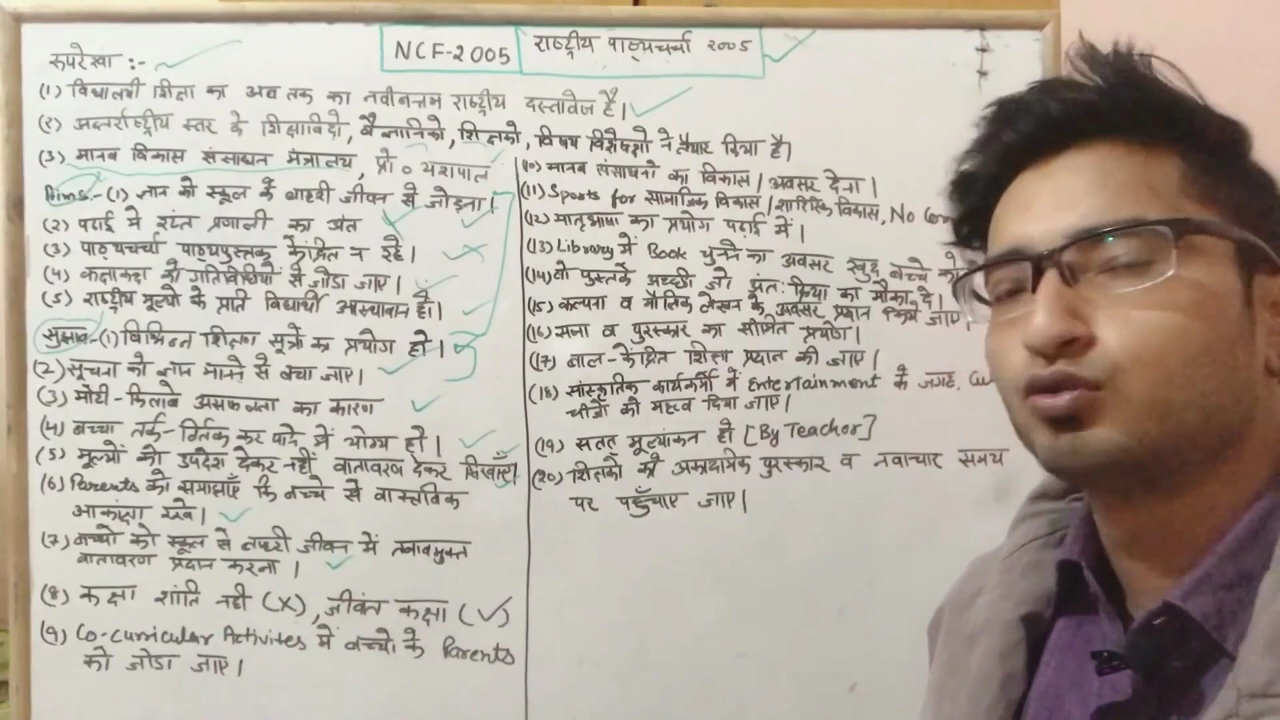 NCF-2005 राष्ट्रीय पाठ्यचर्चा 2005
रुपरेखा :-
(1) विद्यालयी शिक्षा का अब तक का नवीनत्तम राष्ट्रीय दस्तावेज है।
(२) अन्तर्राष्ट्रीय स्तर के शिक्षाविदो, वैज्ञानिको, शिक्षको, विषय विशेषज्ञो ने तैयार किया है।
(3) मानव विकास संसाधन मंत्रालय, प्रो० यशपाल
Aims:- (1) ज्ञान को स्कूल के बाहरी जीवन से जोड़ना।
(2) पढाई मे रटंत प्रणाली का अंत
(3) पाठ्यचर्चा पाठ्यपुस्तक केंद्रित न रहे।
(4) कक्षाकक्ष को गतिविधियों से जोडा जाए।
(5) राष्ट्रीय मूल्यो के प्रति विद्यार्थी आस्थावान हो।
सुझाव:- (1) विभिन्न शिक्षण सूत्रो का प्रयोग हो।
(2) सूचना को ज्ञान मानने से बचा जाए।
(3) मोटी-किताबे असफलता का कारण
(4) बच्चा तर्क-वितर्क कर पाने में योग्य हो।
(5) मूल्यों को उपदेश देकर नहीं वातावरण देकर सिखाएँ।
(6) Parents को समझाएँ कि बच्चे से वास्तविक
आकांक्षा रखे।
(7) बच्चो को स्कूल से बाहरी जीवन में तनावमुक्त
वातावरण प्रदान करना।
(8) कक्षा शांति नही (X), जीवंत कक्षा (✓)
(9) Co-curricular Activites में बच्चो के Parents
को जोडा जाए।
(10) मानव संसाधनो का विकास / अवसर देना।
(11) Sports for सामाजिक विकास / शारिरिक विकास, No
(12) मातृभाषा का प्रयोग पढ़ाई में।
(13) Library में Book चुनने का अवसर खुद बच्चे को
(14) वो पुस्तके अच्छी जो अंत: क्रिया का मौका दे।
(15) कल्पना व मौलिक लेखन के अवसर प्रदान किये जाए।
(16) सजा व पुरस्कार का सीमित प्रयोग।
(17) बाल-केंद्रित शिक्षा प्रदान की जाए।
(18) सांस्कृतिक कार्यकर्मो में Entertainment के जगह,
चीजों को महत्व दिया जाए।
(19) सतत मूल्यांकन हो [By Teacher]
(20) शिक्षको को अकादमिक पुरस्कार व नवाचार समय
पर पहुँचाए जाए।